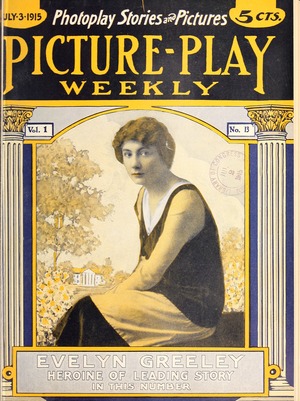 JULY-3-1915
Photoplay Stories and Pictures
5 CTS.
PICTURE-PLAY
WEEKLY
Vol. 1
No. 13
EVELYN GREELEY
HEROINE OF LEADING STORY
IN THIS NUMBER